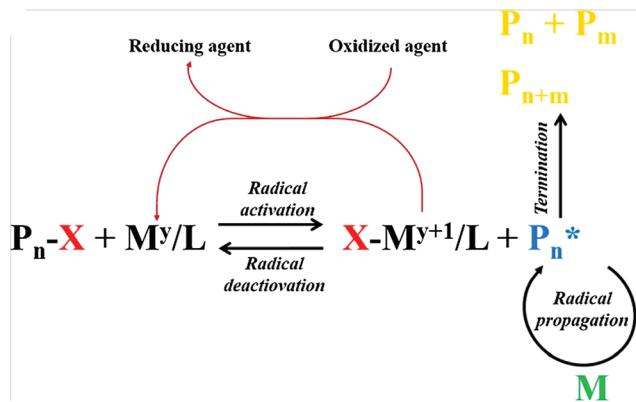 Pn + Pm
Reducing agent
Oxidized agent
Pn+m
Termination
Radical
activation
Pn-X + My/L
X-My+1/L + Pn*
Radical
deactiovation
Radical
propagation
M